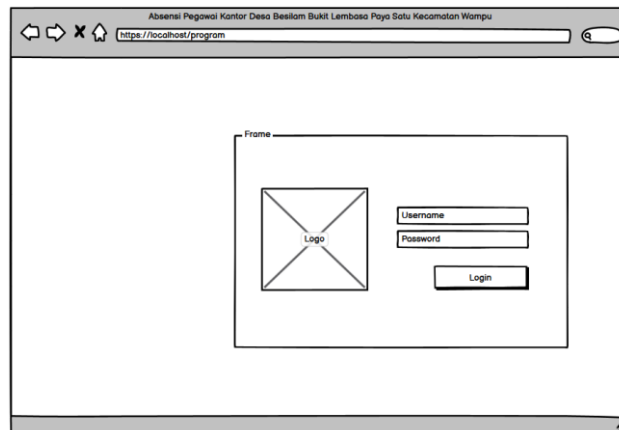 Absensi Pegawai Kantor Desa Besilam Bukit Lembasa Paya Satu Kecamatan Wampu
https://localhost/program
Frame
Logo
Username
Password
Login